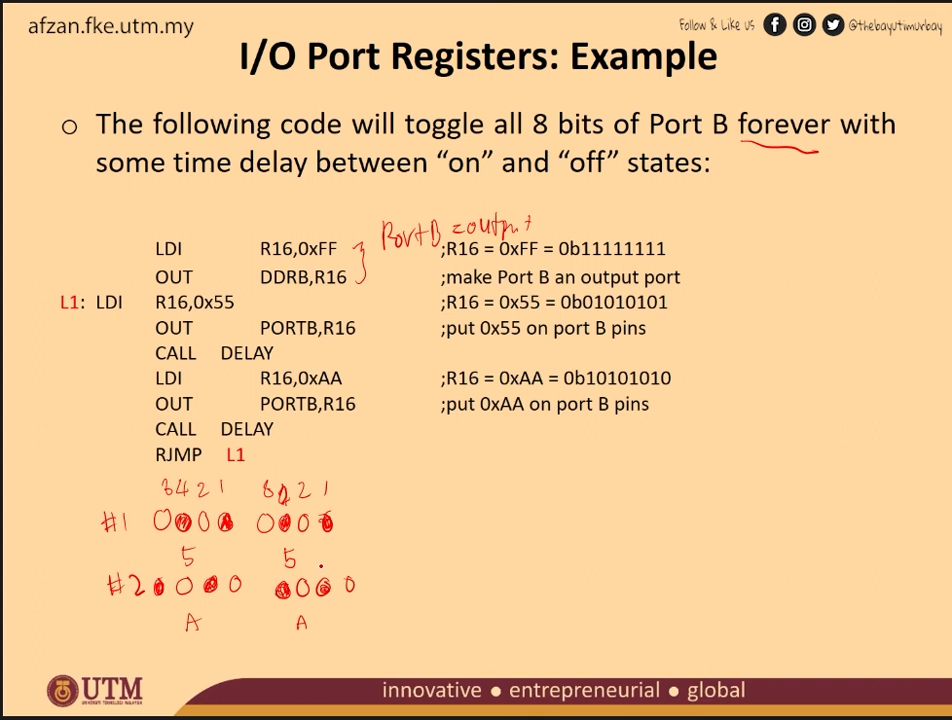 afzan.fke.utm.my
Follow & Like us @thebayutimurbay
I/O Port Registers: Example
The following code will toggle all 8 bits of Port B forever with
some time delay between “on” and “off” states:
PortB = output
LDI R16,0xFF ;R16 = 0xFF = 0b11111111
OUT DDRB,R16 ;make Port B an output port
L1: LDI R16,0x55 ;R16 = 0x55 = 0b01010101
OUT PORTB,R16 ;put 0x55 on port B pins
CALL DELAY
LDI R16,0xAA ;R16 = 0xAA = 0b10101010
OUT PORTB,R16 ;put 0xAA on port B pins
CALL DELAY
RJMP L1
8421 8421
#1
5 5
#2
A A
UTM
UNIVERSITI TEKNOLOGI MALAYSIA
innovative ● entrepreneurial ● global